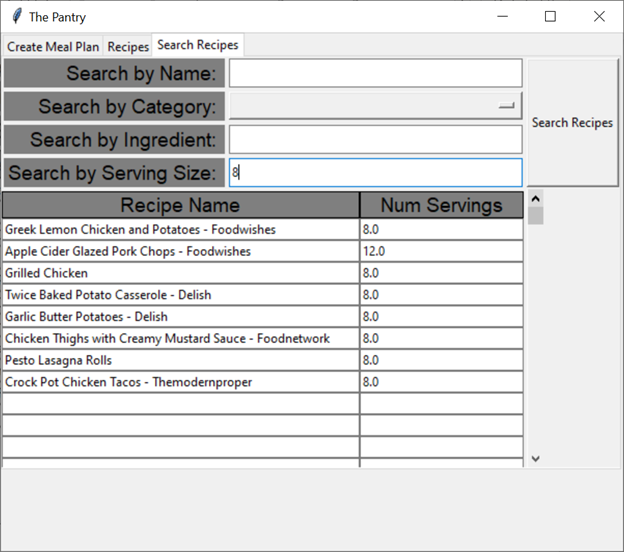 The Pantry
Create Meal Plan Recipes Search Recipes
Search by Name:
Search by Category:
Search by Ingredient:
Search by Serving Size: 8
Search Recipes
Recipe Name Num Servings
Greek Lemon Chicken and Potatoes - Foodwishes 8.0
Apple Cider Glazed Pork Chops - Foodwishes 12.0
Grilled Chicken 8.0
Twice Baked Potato Casserole - Delish 8.0
Garlic Butter Potatoes - Delish 8.0
Chicken Thighs with Creamy Mustard Sauce - Foodnetwork 8.0
Pesto Lasagna Rolls 8.0
Crock Pot Chicken Tacos - Themodernproper 8.0